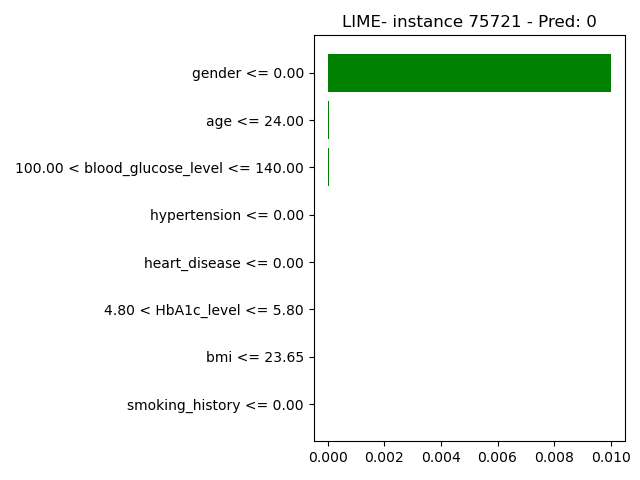 LIME- instance 75721 - Pred: 0
gender <= 0.00
age <= 24.00
100.00 < blood_glucose_level <= 140.00
hypertension <= 0.00
heart_disease <= 0.00
4.80 < HbA1c_level <= 5.80
bmi <= 23.65
smoking_history <= 0.00
0.000 0.002 0.004 0.006 0.008 0.010